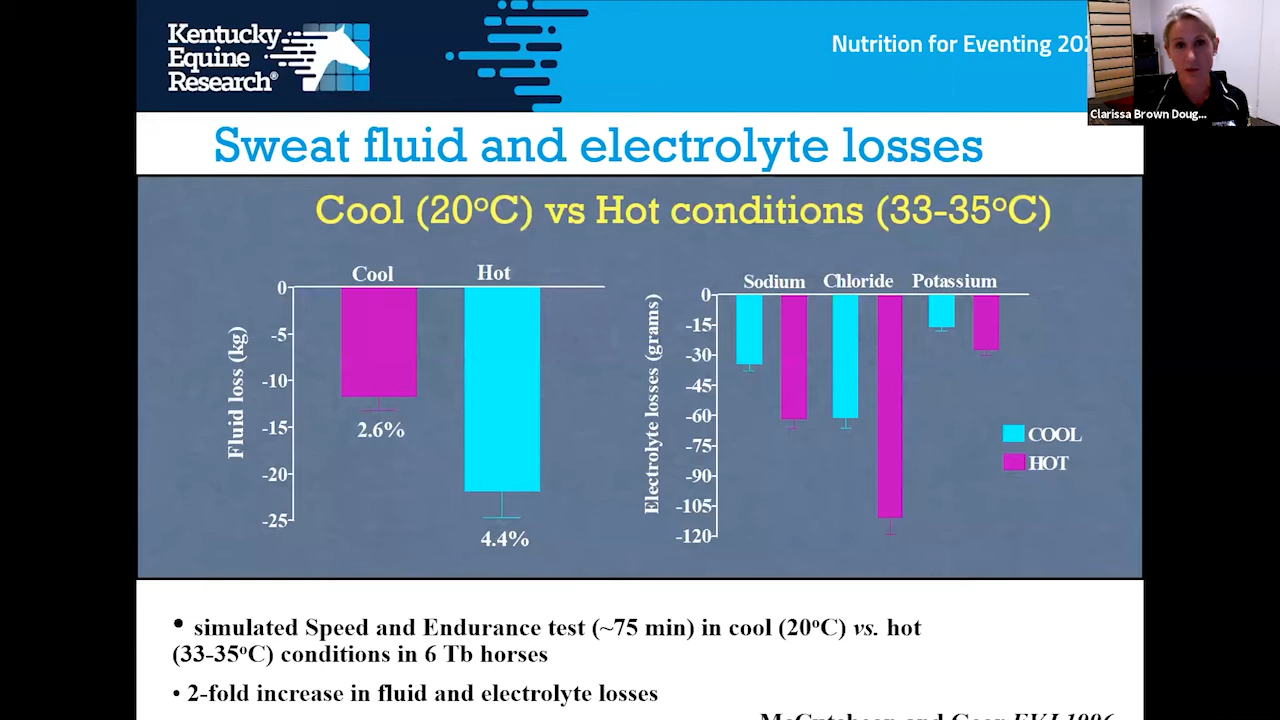 Kentucky
Equine
Research®
Nutrition for Eventing 202
Clarissa Brown Doug...
Sweat fluid and electrolyte losses
Cool (20°C) vs Hot conditions (33-35°C)
Cool
Hot
Fluid loss (kg)
0
-5
-10
-15
-20
-25
2.6%
4.4%
Sodium
Chloride
Potassium
Electrolyte losses (grams)
0
-15
-30
-45
-60
-75
-90
-105
-120
COOL
HOT
• simulated Speed and Endurance test (~75 min) in cool (20°C) vs. hot
(33-35°C) conditions in 6 Tb horses
• 2-fold increase in fluid and electrolyte losses